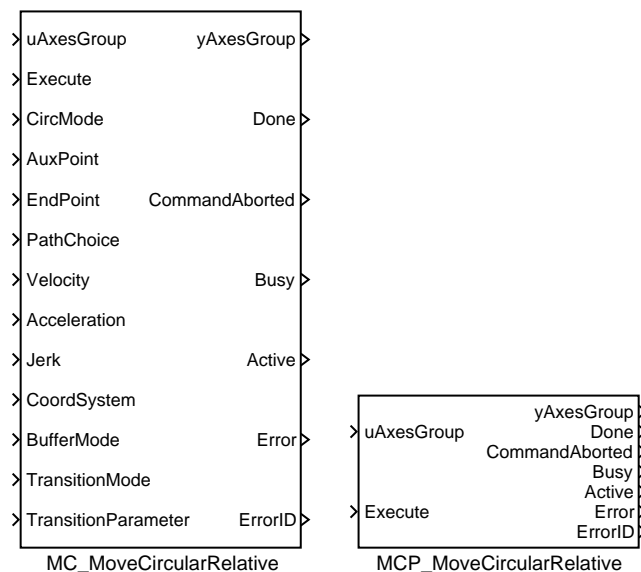 uAxesGroup yAxesGroup
Execute
CircMode Done
AuxPoint
EndPoint CommandAborted
PathChoice
Velocity Busy
Acceleration
Jerk Active
CoordSystem
BufferMode Error
TransitionMode
TransitionParameter ErrorID
MC_MoveCircularRelative
yAxesGroup
uAxesGroup Done
CommandAborted
Busy
Active
Execute Error
ErrorID
MCP_MoveCircularRelative